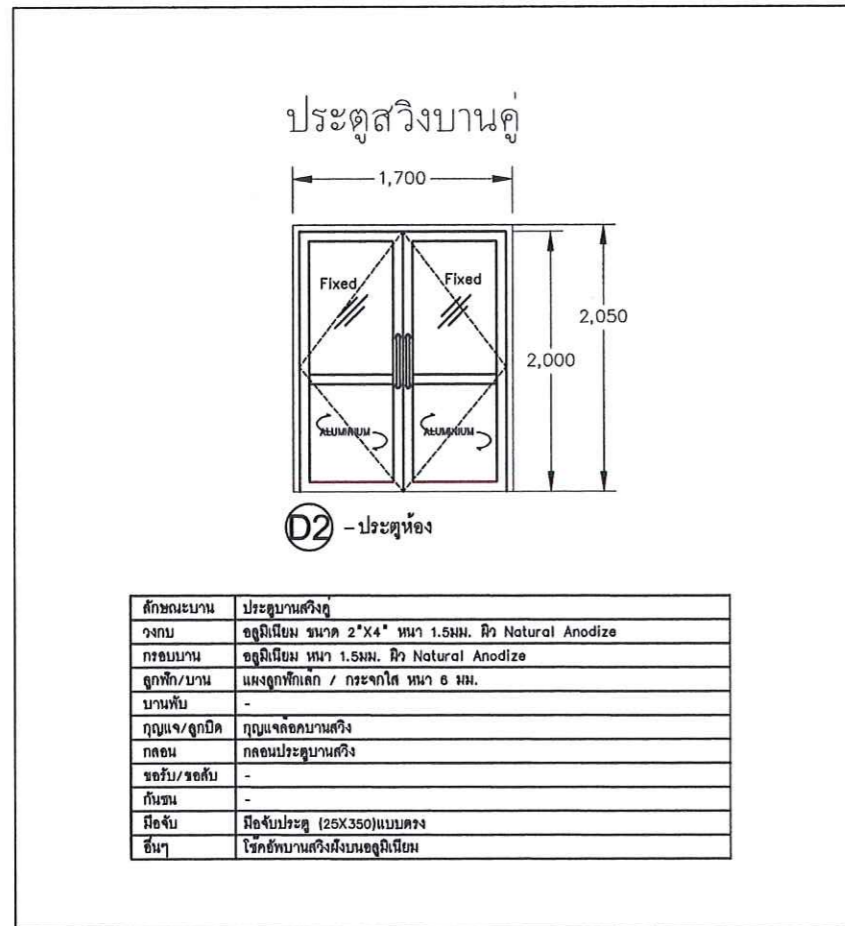 ประตูสวิงบานคู่
1,700
Fixed
Fixed
2,050
2,000
ALUMINIUM
ALUMINIUM
D2 -ประตูห้อง
ลักษณะบาน ประตูบานสวิงคู่
วงกบ อลูมิเนียม ขนาด 2"X4" หนา 1.5มม. ผิว Natural Anodize
กรอบบาน อลูมิเนียม หนา 1.5มม. ผิว Natural Anodize
ลูกฟัก/บาน แผงลูกฟักเล็ก / กระจกใส หนา 6 มม.
บานพับ -
กุญแจ/ลูกบิด กุญแจล็อคบานสวิง
กลอน กลอนประตูบานสวิง
ขอรับ/ขอสับ -
กันชน -
มือจับ มือจับประตู (25X350)แบบตรง
อื่นๆ โช๊คอัพบานสวิงฝังบนอลูมิเนียม